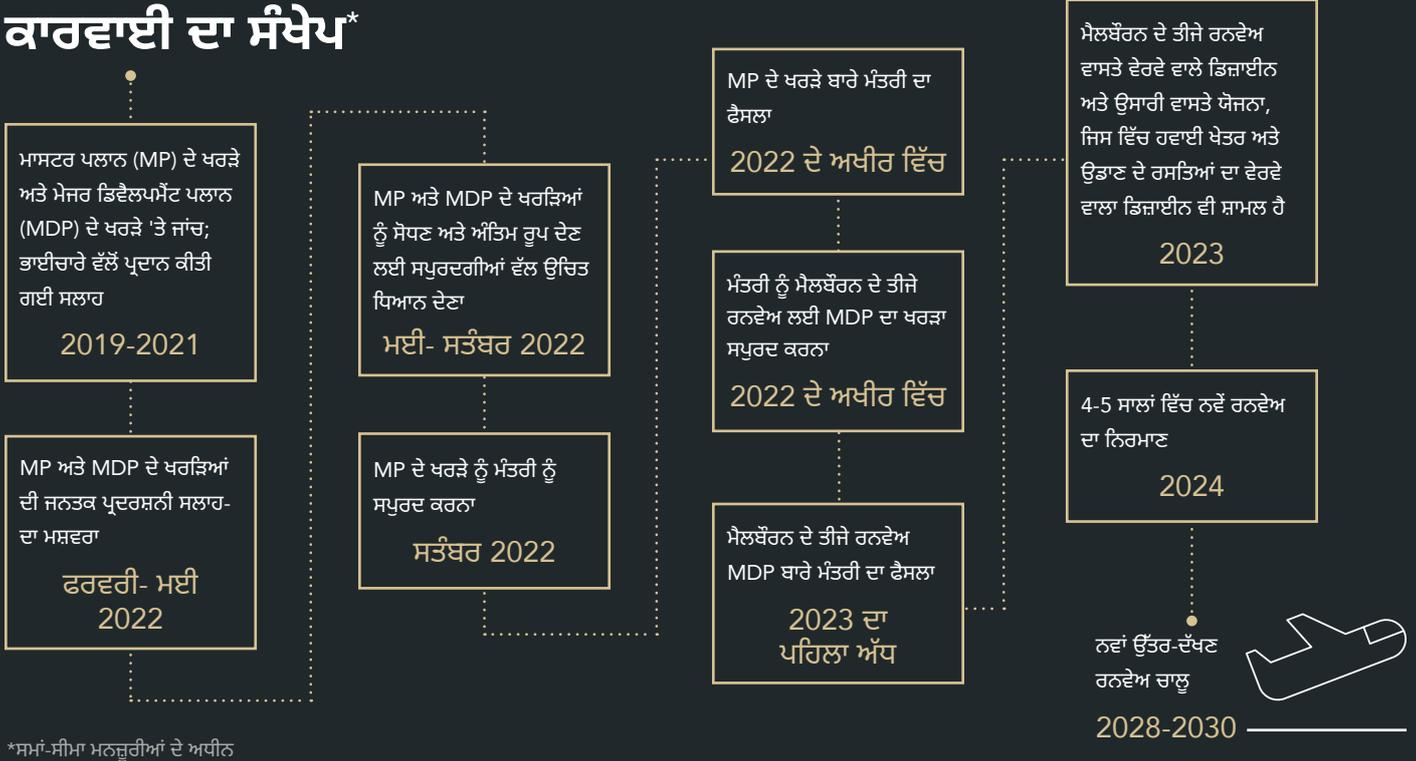 ਕਾਰਵਾਈ ਦਾ ਸੰਖੇਪ*
ਮਾਸਟਰ ਪਲਾਨ (MP) ਦੇ ਖਰੜੇ
ਅਤੇ ਮੇਜਰ ਡਿਵੈਲਪਮੈਂਟ ਪਲਾਨ
(MDP) ਦੇ ਖਰੜੇ 'ਤੇ ਜਾਂਚ;
ਭਾਈਚਾਰੇ ਵੱਲੋਂ ਪ੍ਰਦਾਨ ਕੀਤੀ
ਗਈ ਸਲਾਹ
2019-2021
MP ਅਤੇ MDP ਦੇ ਖਰੜਿਆਂ
ਦੀ ਜਨਤਕ ਪ੍ਰਦਰਸ਼ਨੀ ਸਲਾਹ-
ਦਾ ਮਸ਼ਵਰਾ
ਫਰਵਰੀ- ਮਈ
2022
MP ਅਤੇ MDP ਦੇ ਖਰੜਿਆਂ
ਨੂੰ ਸੋਧਣ ਅਤੇ ਅੰਤਿਮ ਰੂਪ ਦੇਣ
ਲਈ ਸਪੁਰਦਗੀਆਂ ਵੱਲ ਉਚਿਤ
ਧਿਆਨ ਦੇਣਾ
ਮਈ- ਸਤੰਬਰ 2022
MP ਦੇ ਖਰੜੇ ਨੂੰ ਮੰਤਰੀ ਨੂੰ
ਸਪੁਰਦ ਕਰਨਾ
ਸਤੰਬਰ 2022
MP ਦੇ ਖਰੜੇ ਬਾਰੇ ਮੰਤਰੀ ਦਾ
ਫੈਸਲਾ
2022 ਦੇ ਅਖੀਰ ਵਿੱਚ
ਮੰਤਰੀ ਨੂੰ ਮੈਲਬੌਰਨ ਦੇ ਤੀਜੇ
ਰਨਵੇਅ ਲਈ MDP ਦਾ ਖਰੜਾ
ਸਪੁਰਦ ਕਰਨਾ
2022 ਦੇ ਅਖੀਰ ਵਿੱਚ
ਮੈਲਬੌਰਨ ਦੇ ਤੀਜੇ ਰਨਵੇਅ
MDP ਬਾਰੇ ਮੰਤਰੀ ਦਾ ਫੈਸਲਾ
2023 ਦਾ
ਪਹਿਲਾ ਅੱਧ
ਮੈਲਬੌਰਨ ਦੇ ਤੀਜੇ ਰਨਵੇਅ
ਵਾਸਤੇ ਵੇਰਵੇ ਵਾਲੇ ਡਿਜ਼ਾਈਨ
ਅਤੇ ਉਸਾਰੀ ਵਾਸਤੇ ਯੋਜਨਾ,
ਜਿਸ ਵਿੱਚ ਹਵਾਈ ਖੇਤਰ ਅਤੇ
ਉਡਾਣ ਦੇ ਰਸਤਿਆਂ ਦਾ ਵੇਰਵੇ
ਵਾਲਾ ਡਿਜ਼ਾਈਨ ਵੀ ਸ਼ਾਮਲ ਹੈ
2023
4-5 ਸਾਲਾਂ ਵਿੱਚ ਨਵੇਂ ਰਨਵੇਅ
ਦਾ ਨਿਰਮਾਣ
2024
ਨਵਾਂ ਉੱਤਰ-ਦੱਖਣ
ਰਨਵੇਅ ਚਾਲੂ
2028-2030
*ਸਮਾਂ-ਸੀਮਾ ਮਨਜ਼ੂਰੀਆਂ ਦੇ ਅਧੀਨ